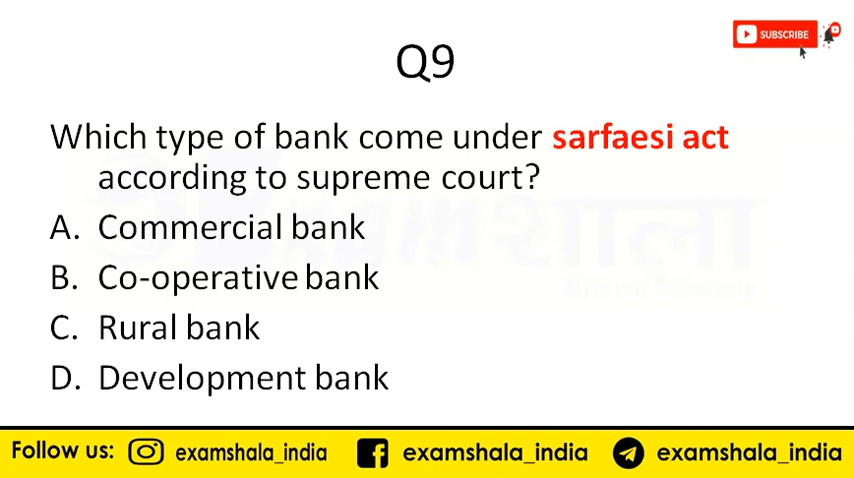 SUBSCRIBE
Q9
Which type of bank come under sarfaesi act
according to supreme court?
A. Commercial bank
B. Co-operative bank
C. Rural bank
D. Development bank
Follow us: examshala_india examshala_india examshala_india